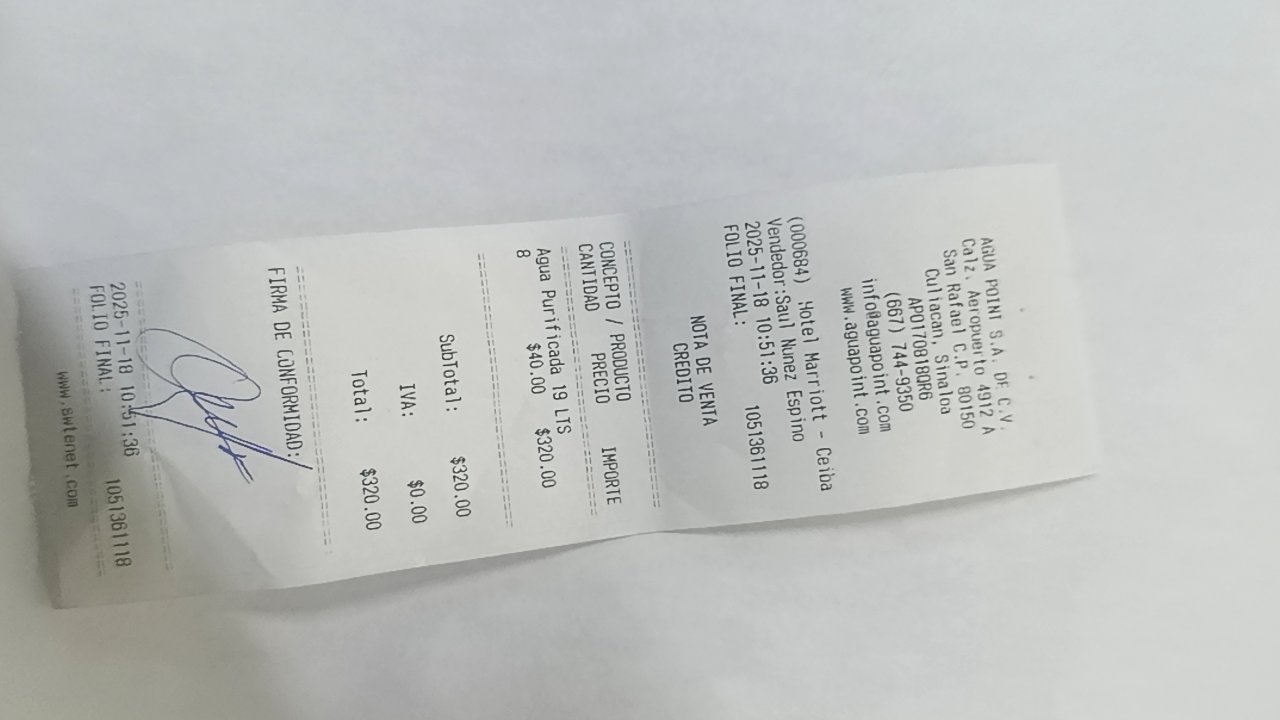 AGUA POINT S.A. DE C.V.
Calz. Aeropuerto 4912 A
San Rafael C.P. 80150
Culiacan, Sinaloa
APO170818QR6
(667) 744-9350
info@aguapoint.com
www.aguapoint.com
(000684) Hotel Marriott - Ceiba
Vendedor:Saul Nunez Espino
2025-11-18 10:51:36
FOLIO FINAL: 1051361118
NOTA DE VENTA
CREDITO
CONCEPTO / PRODUCTO
CANTIDAD PRECIO IMPORTE
Agua Purificada 19 LTS
8 $40.00 $320.00
SubTotal: $320.00
IVA: $0.00
Total: $320.00
FIRMA DE CONFORMIDAD:
2025-11-18 10:51:36
FOLIO FINAL: 1051361118
www.swtenet.com